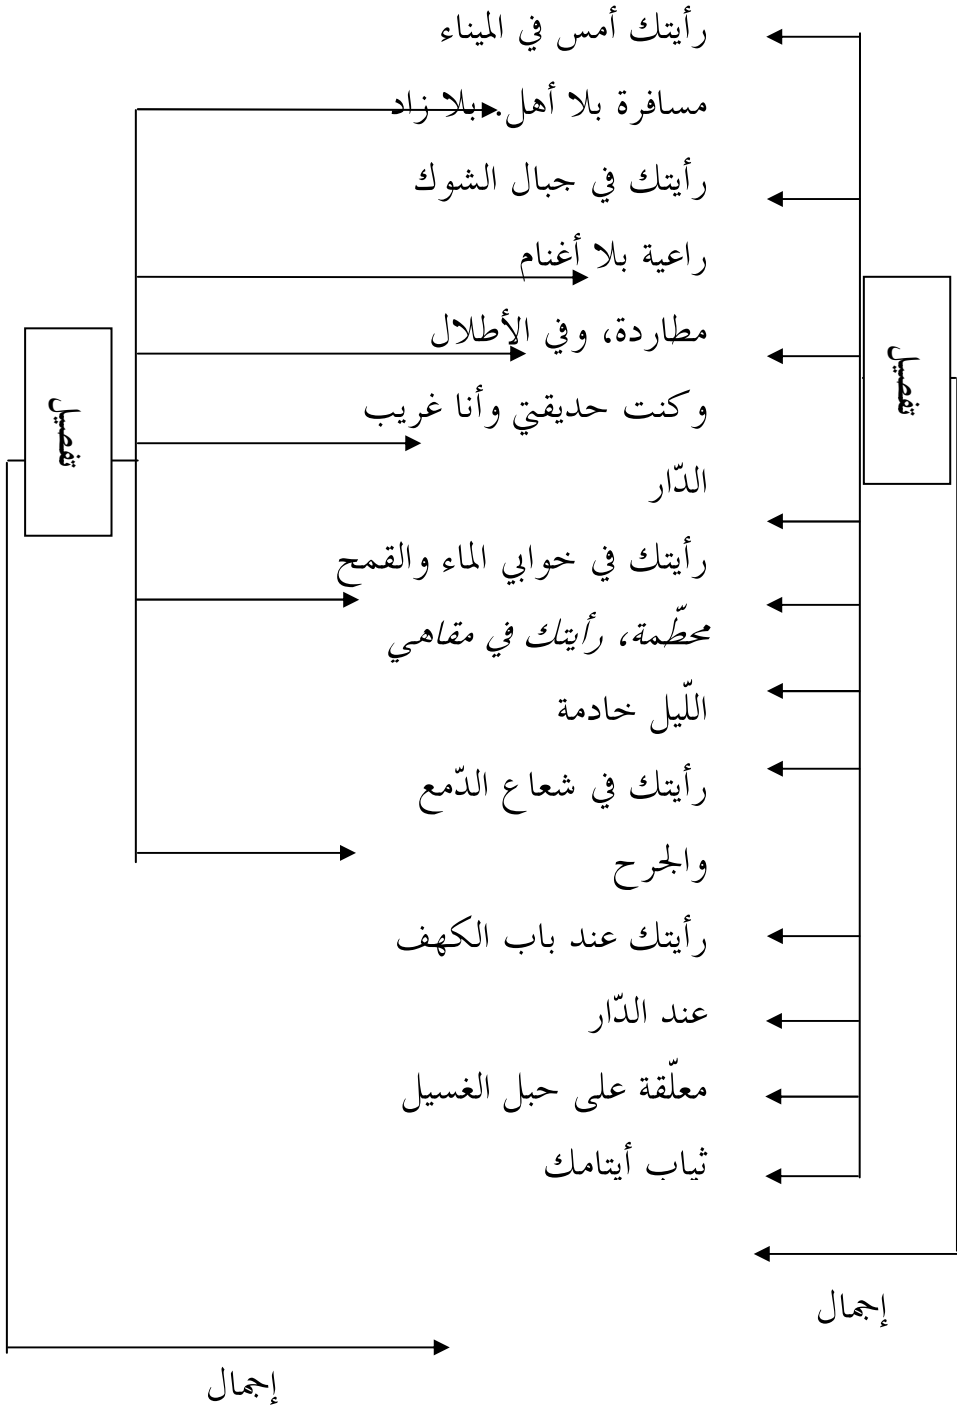 رأيتك أمس في الميناء
مسافرة بلا أهل. بلا زاد
رأيتك في جبال الشوك
راعية بلا أغنام
مطاردة، وفي الأطلال
وكنت حديقتي وأنا غريب
الدّار
رأيتك في خوابي الماء والقمح
محطّمة، رأيتك في مقاهي
اللّيل خادمة
رأيتك في شعاع الدّمع
والجرح
رأيتك عند باب الكهف
عند الدّار
معلّقة على حبل الغسيل
ثياب أيتامك
تفصيل
تفصيل
إجمال
إجمال